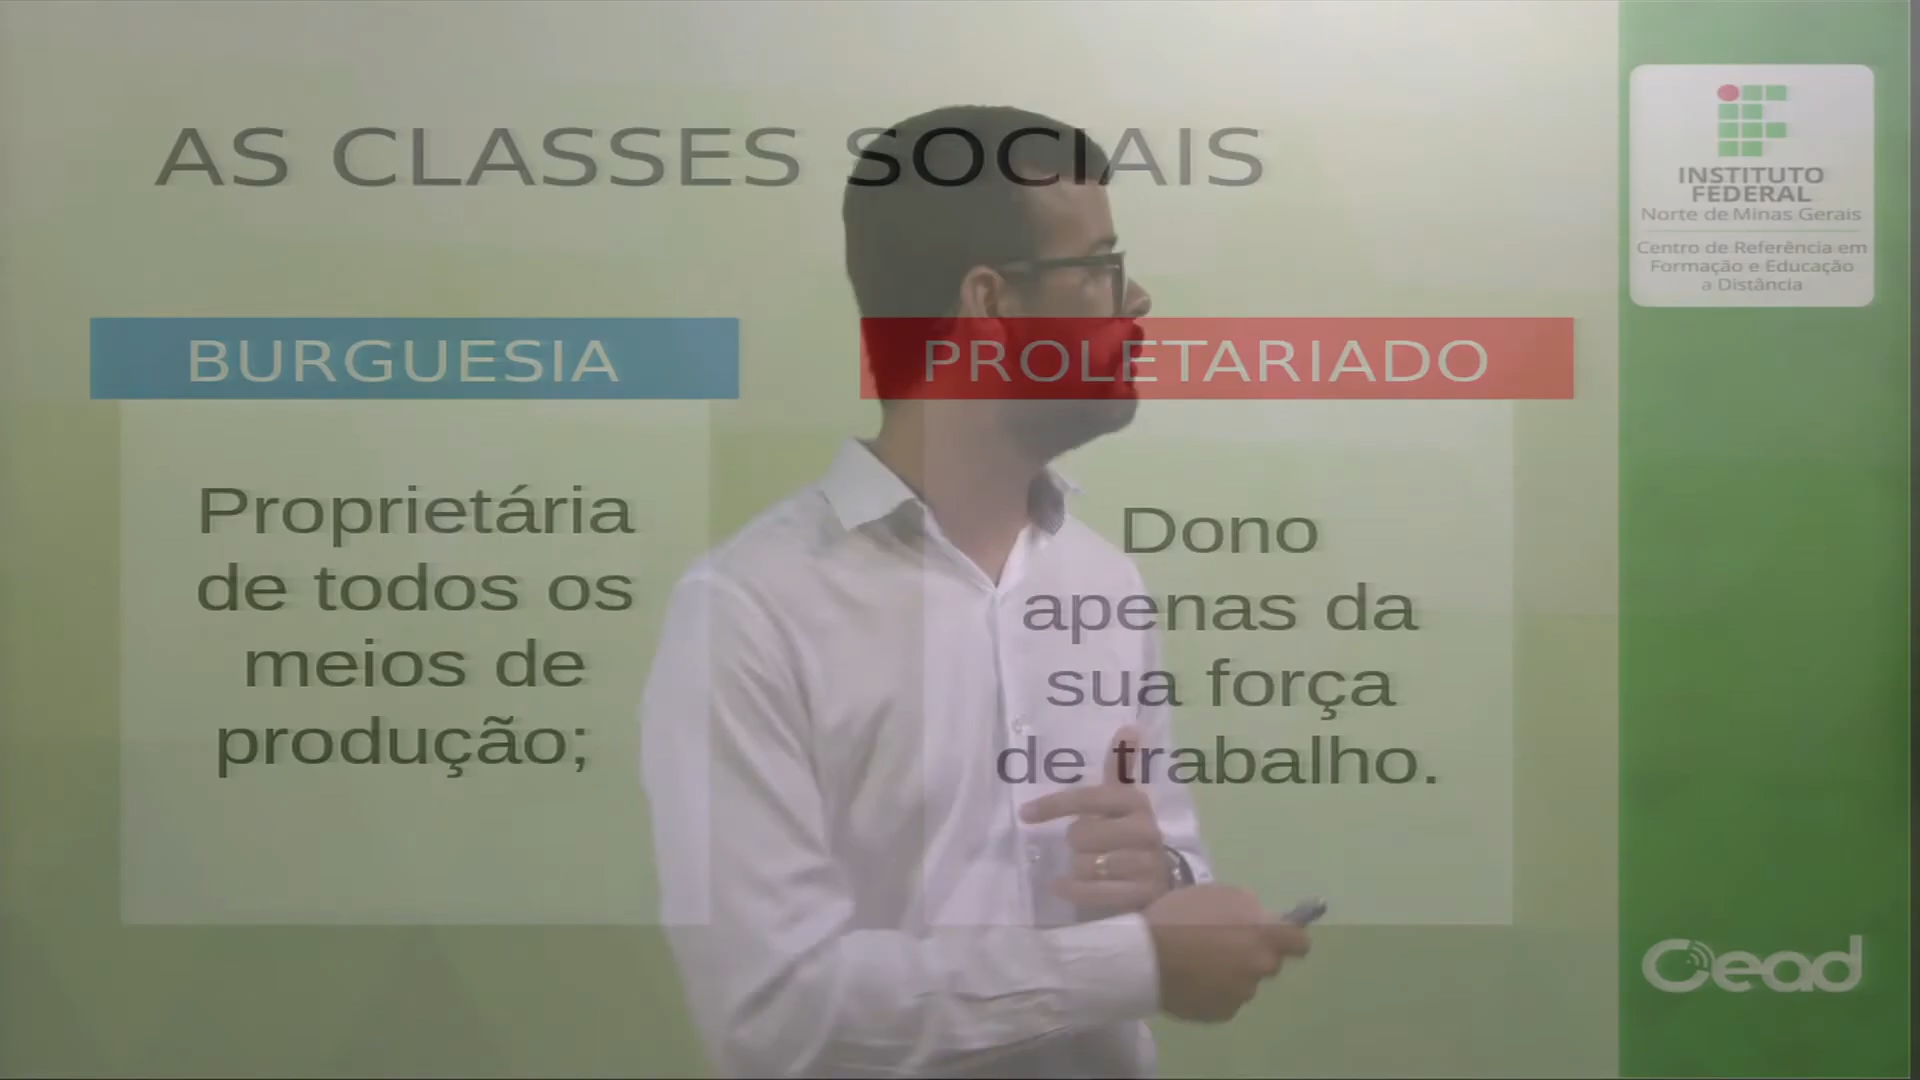 AS CLASSES SOCIAIS
BURGUESIA
Proprietária
de todos os
meios de
produção;
PROLETARIADO
Dono
apenas da
sua força
de trabalho.
INSTITUTO
FEDERAL
Norte de Minas Gerais
Centro de Referência em
Formação e Educação
a Distância
Cead